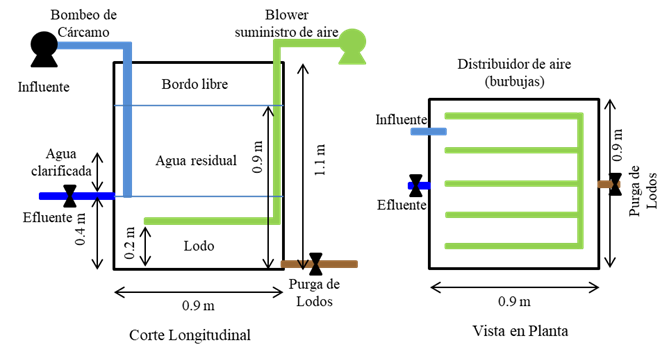 Bombeo de
Cárcamo
Blower
suministro de aire
Influente
Bordo libre
Agua
clarificada
Agua residual
0.9 m
1.1 m
Efluente
0.4 m
0.2 m
Lodo
0.9 m
Purga de
Lodos
Corte Longitudinal
Distribuidor de aire
(burbujas)
Influente
0.9 m
Efluente
Purga de
Lodos
0.9 m
Vista en Planta